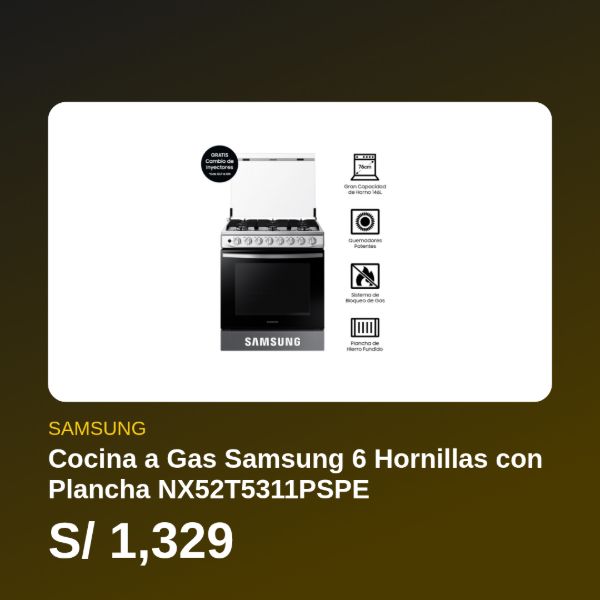 GRATIS
Cambio de
Inyectores
76cm
Gran Capacidad
de Horno 146L
Quemadores
Potentes
Sistema de
Bloqueo de Gas
Plancha de
Hierro Fundido
SAMSUNG
SAMSUNG
Cocina a Gas Samsung 6 Hornillas con
Plancha NX52T5311PSPE
S/ 1,329